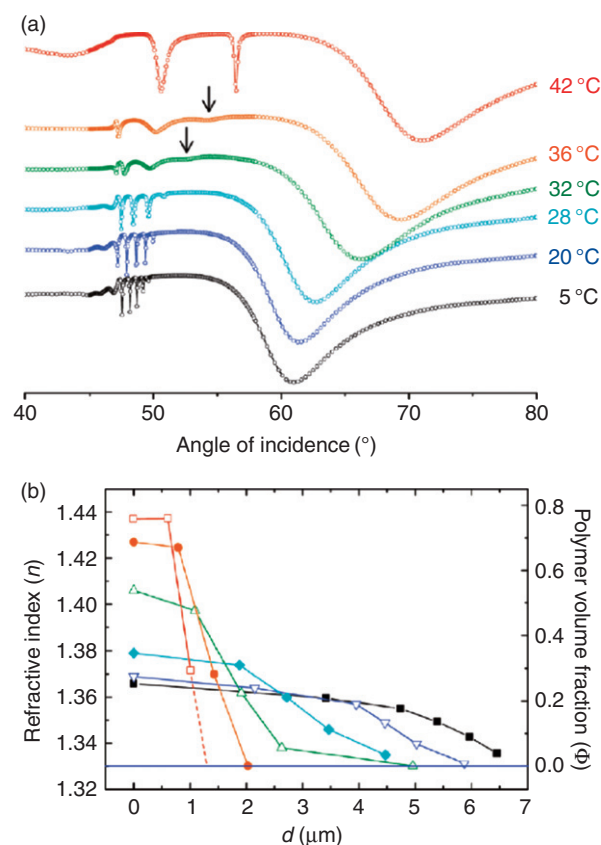 (a)
42 °C
36 °C
32 °C
28 °C
20 °C
5 °C
40 50 60 70 80
Angle of incidence (°)
(b)
Refractive index (n)
1.44
1.42
1.40
1.38
1.36
1.34
1.32
0.8
0.6
0.4
0.2
0.0
Polymer volume fraction (Φ)
0 1 2 3 4 5 6 7
d (μm)